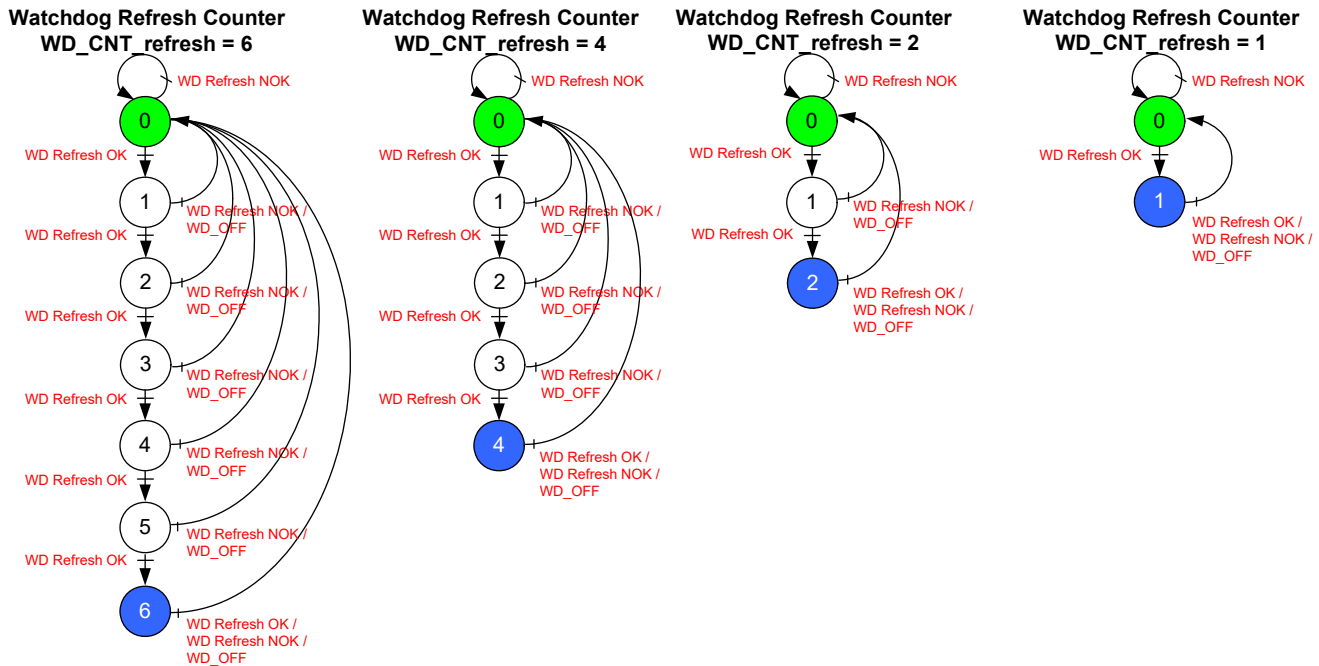 Watchdog Refresh Counter
WD_CNT_refresh = 6
WD Refresh NOK
0
WD Refresh OK
1
WD Refresh NOK /
WD_OFF
WD Refresh OK
2
WD Refresh NOK /
WD_OFF
WD Refresh OK
3
WD Refresh NOK /
WD_OFF
WD Refresh OK
4
WD Refresh NOK /
WD_OFF
WD Refresh OK
5
WD Refresh NOK /
WD_OFF
WD Refresh OK
6
WD Refresh OK /
WD Refresh NOK /
WD_OFF
Watchdog Refresh Counter
WD_CNT_refresh = 4
WD Refresh NOK
0
WD Refresh OK
1
WD Refresh NOK /
WD_OFF
WD Refresh OK
2
WD Refresh NOK /
WD_OFF
WD Refresh OK
3
WD Refresh NOK /
WD_OFF
WD Refresh OK
4
WD Refresh OK /
WD Refresh NOK /
WD_OFF
Watchdog Refresh Counter
WD_CNT_refresh = 2
WD Refresh NOK
0
WD Refresh OK
1
WD Refresh NOK /
WD_OFF
WD Refresh OK
2
WD Refresh OK /
WD Refresh NOK /
WD_OFF
Watchdog Refresh Counter
WD_CNT_refresh = 1
WD Refresh NOK
0
WD Refresh OK
1
WD Refresh OK /
WD Refresh NOK /
WD_OFF